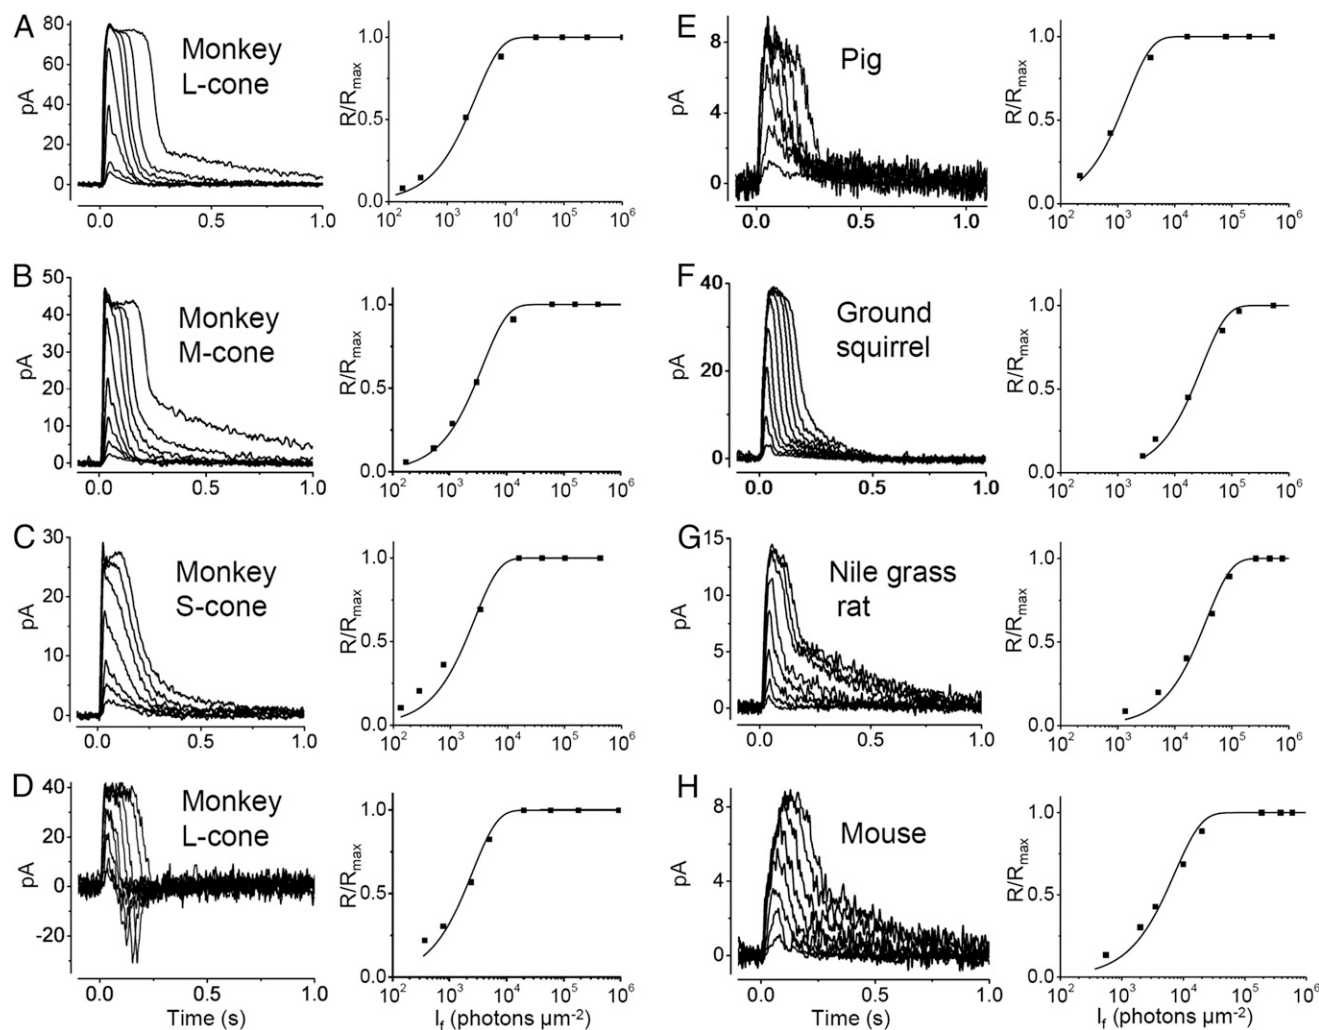 A
80
60
40
20
0
pA
Monkey
L-cone
0.0 0.5 1.0
R/Rmax
1.0
0.5
0.0
10² 10³ 10⁴ 10⁵ 10⁶
B
50
40
30
20
10
0
pA
Monkey
M-cone
0.0 0.5 1.0
R/Rmax
1.0
0.5
0.0
10² 10³ 10⁴ 10⁵ 10⁶
C
30
20
10
0
pA
Monkey
S-cone
0.0 0.5 1.0
R/Rmax
1.0
0.5
0.0
10² 10³ 10⁴ 10⁵ 10⁶
D
40
20
0
-20
pA
Monkey
L-cone
0.0 0.5 1.0
Time (s)
R/Rmax
1.0
0.5
0.0
10² 10³ 10⁴ 10⁵ 10⁶
If (photons µm⁻²)
E
8
4
0
pA
Pig
0.0 0.5 1.0
R/Rmax
1.0
0.5
0.0
10² 10³ 10⁴ 10⁵ 10⁶
F
40
20
0
pA
Ground
squirrel
0.0 0.5 1.0
R/Rmax
1.0
0.5
0.0
10² 10³ 10⁴ 10⁵ 10⁶
G
15
10
5
0
pA
Nile grass
rat
0.0 0.5 1.0
R/Rmax
1.0
0.5
0.0
10² 10³ 10⁴ 10⁵ 10⁶
H
8
4
0
pA
Mouse
0.0 0.5 1.0
Time (s)
R/Rmax
1.0
0.5
0.0
10² 10³ 10⁴ 10⁵ 10⁶
If (photons µm⁻²)